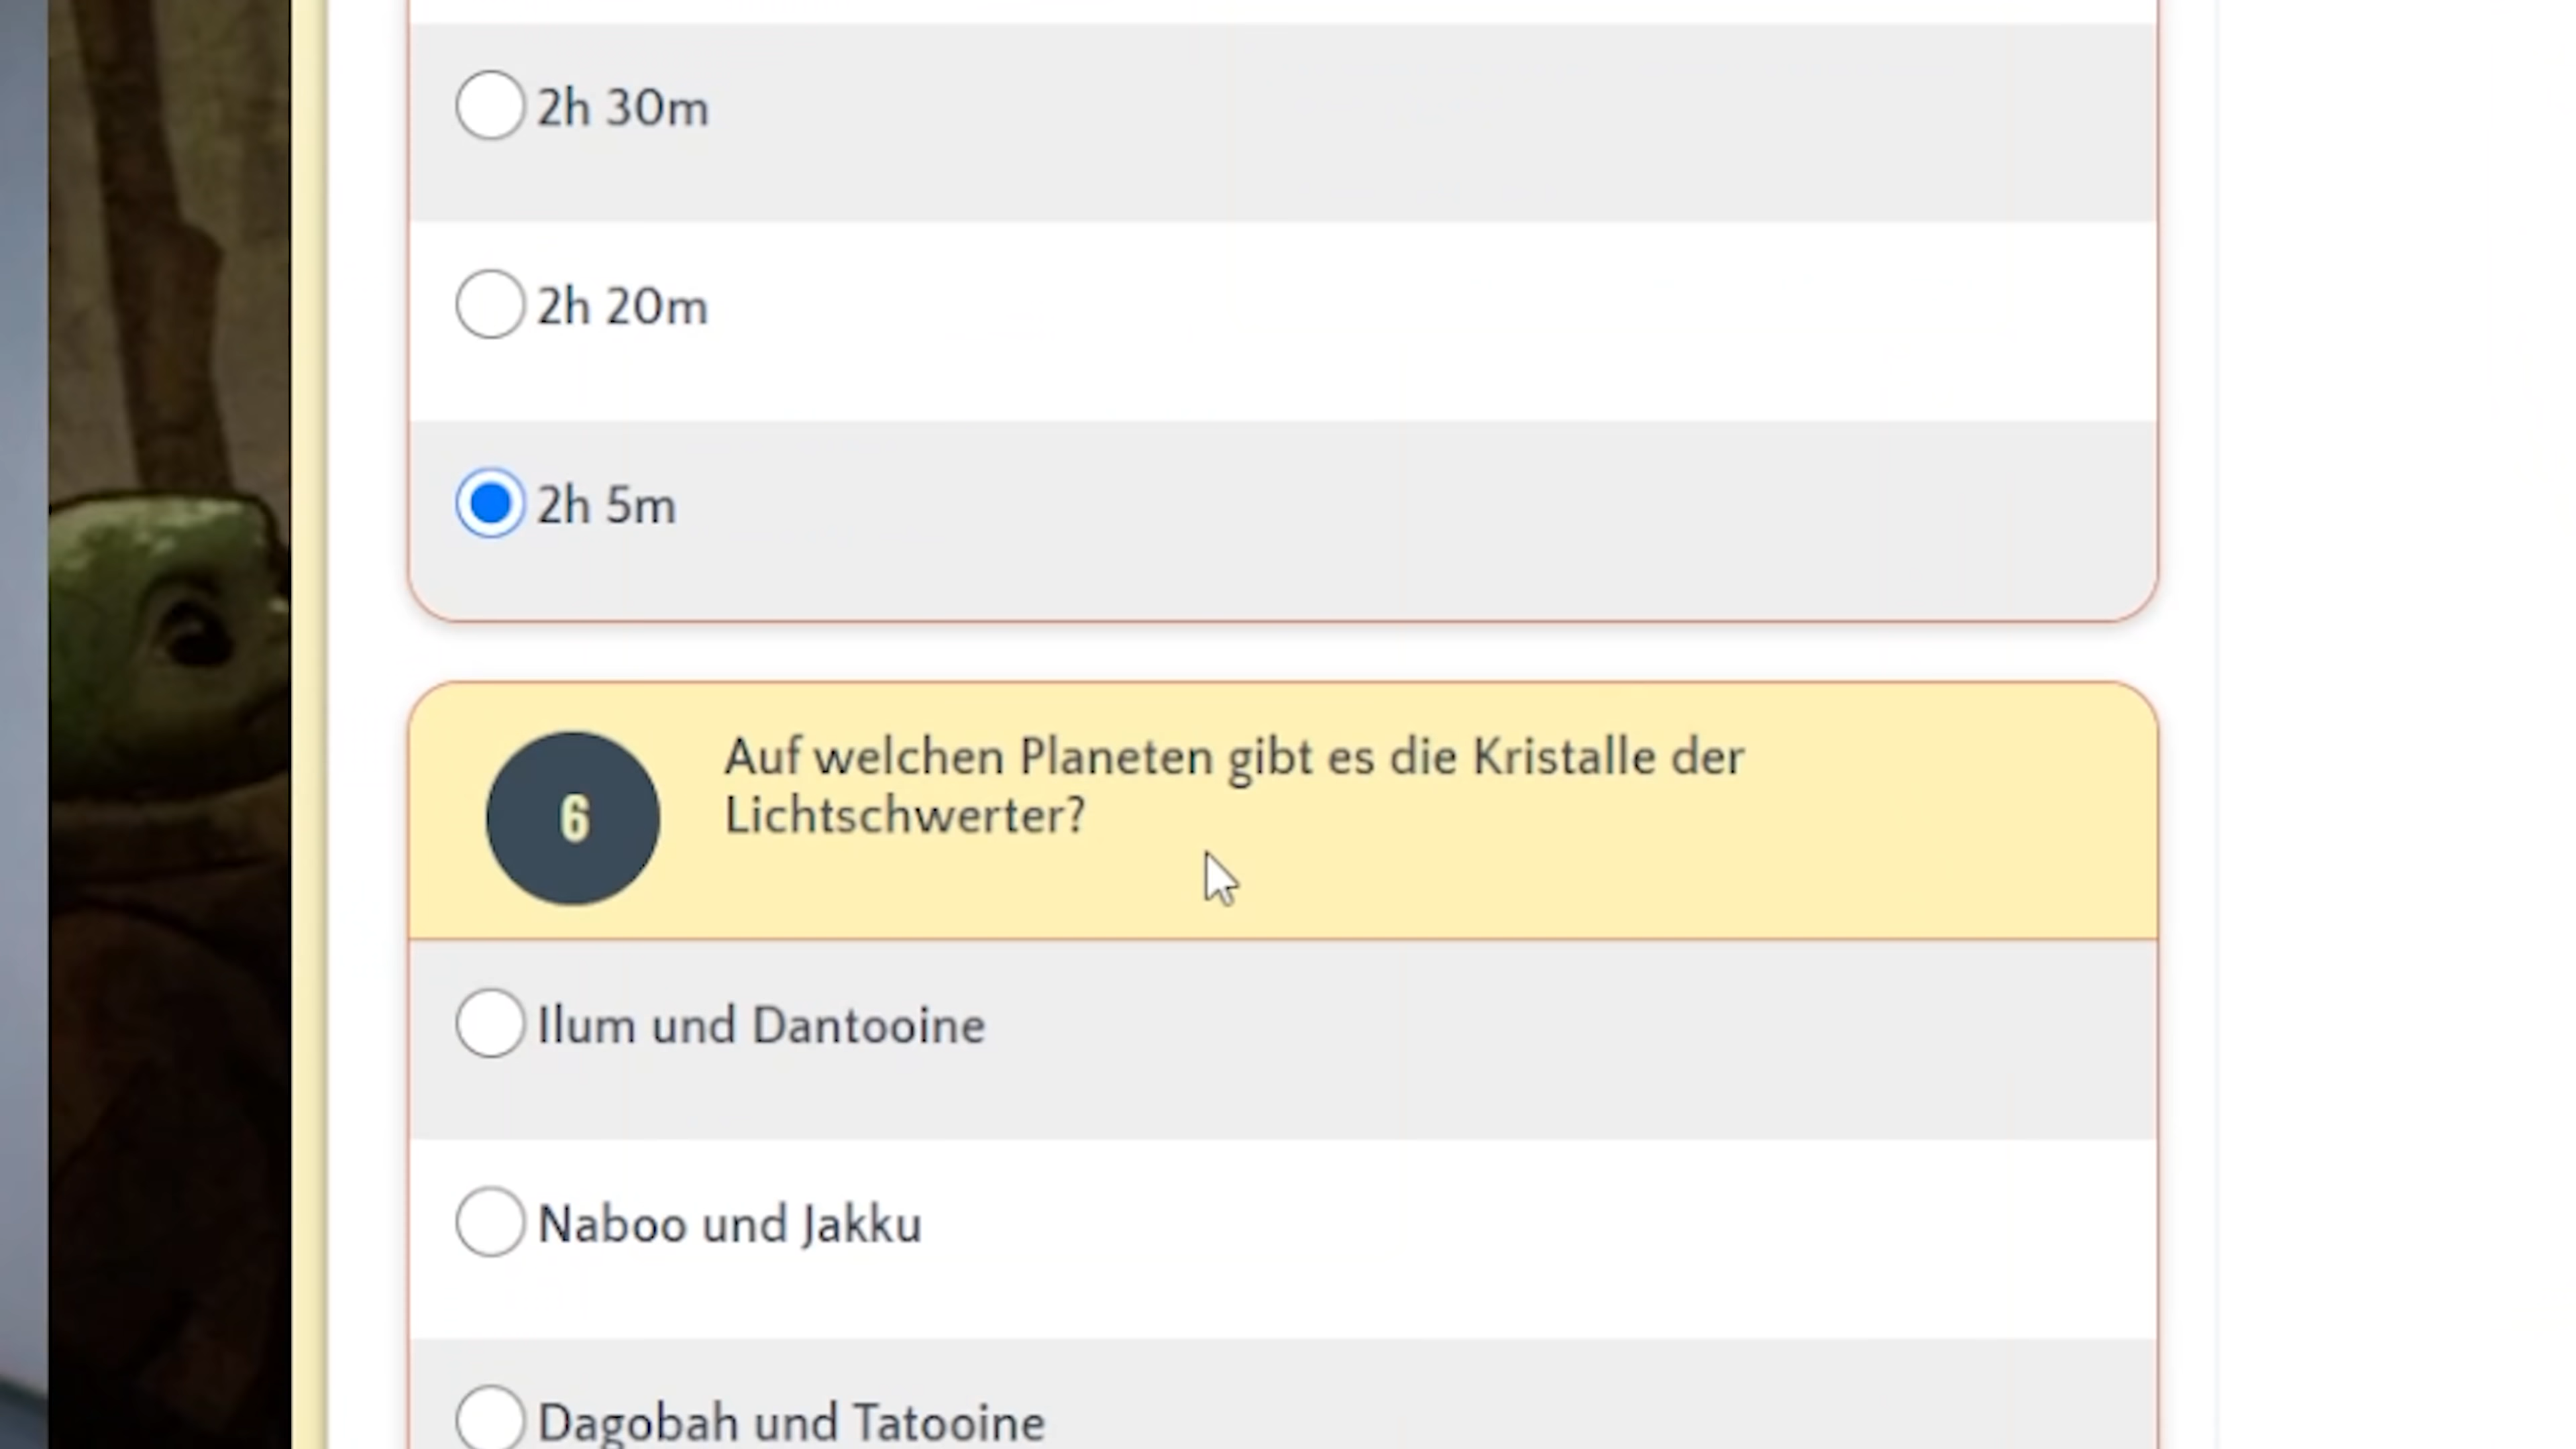 2h 30m
2h 20m
2h 5m
6
Auf welchen Planeten gibt es die Kristalle der
Lichtschwerter?
Ilum und Dantooine
Naboo und Jakku
Dagobah und Tatooine